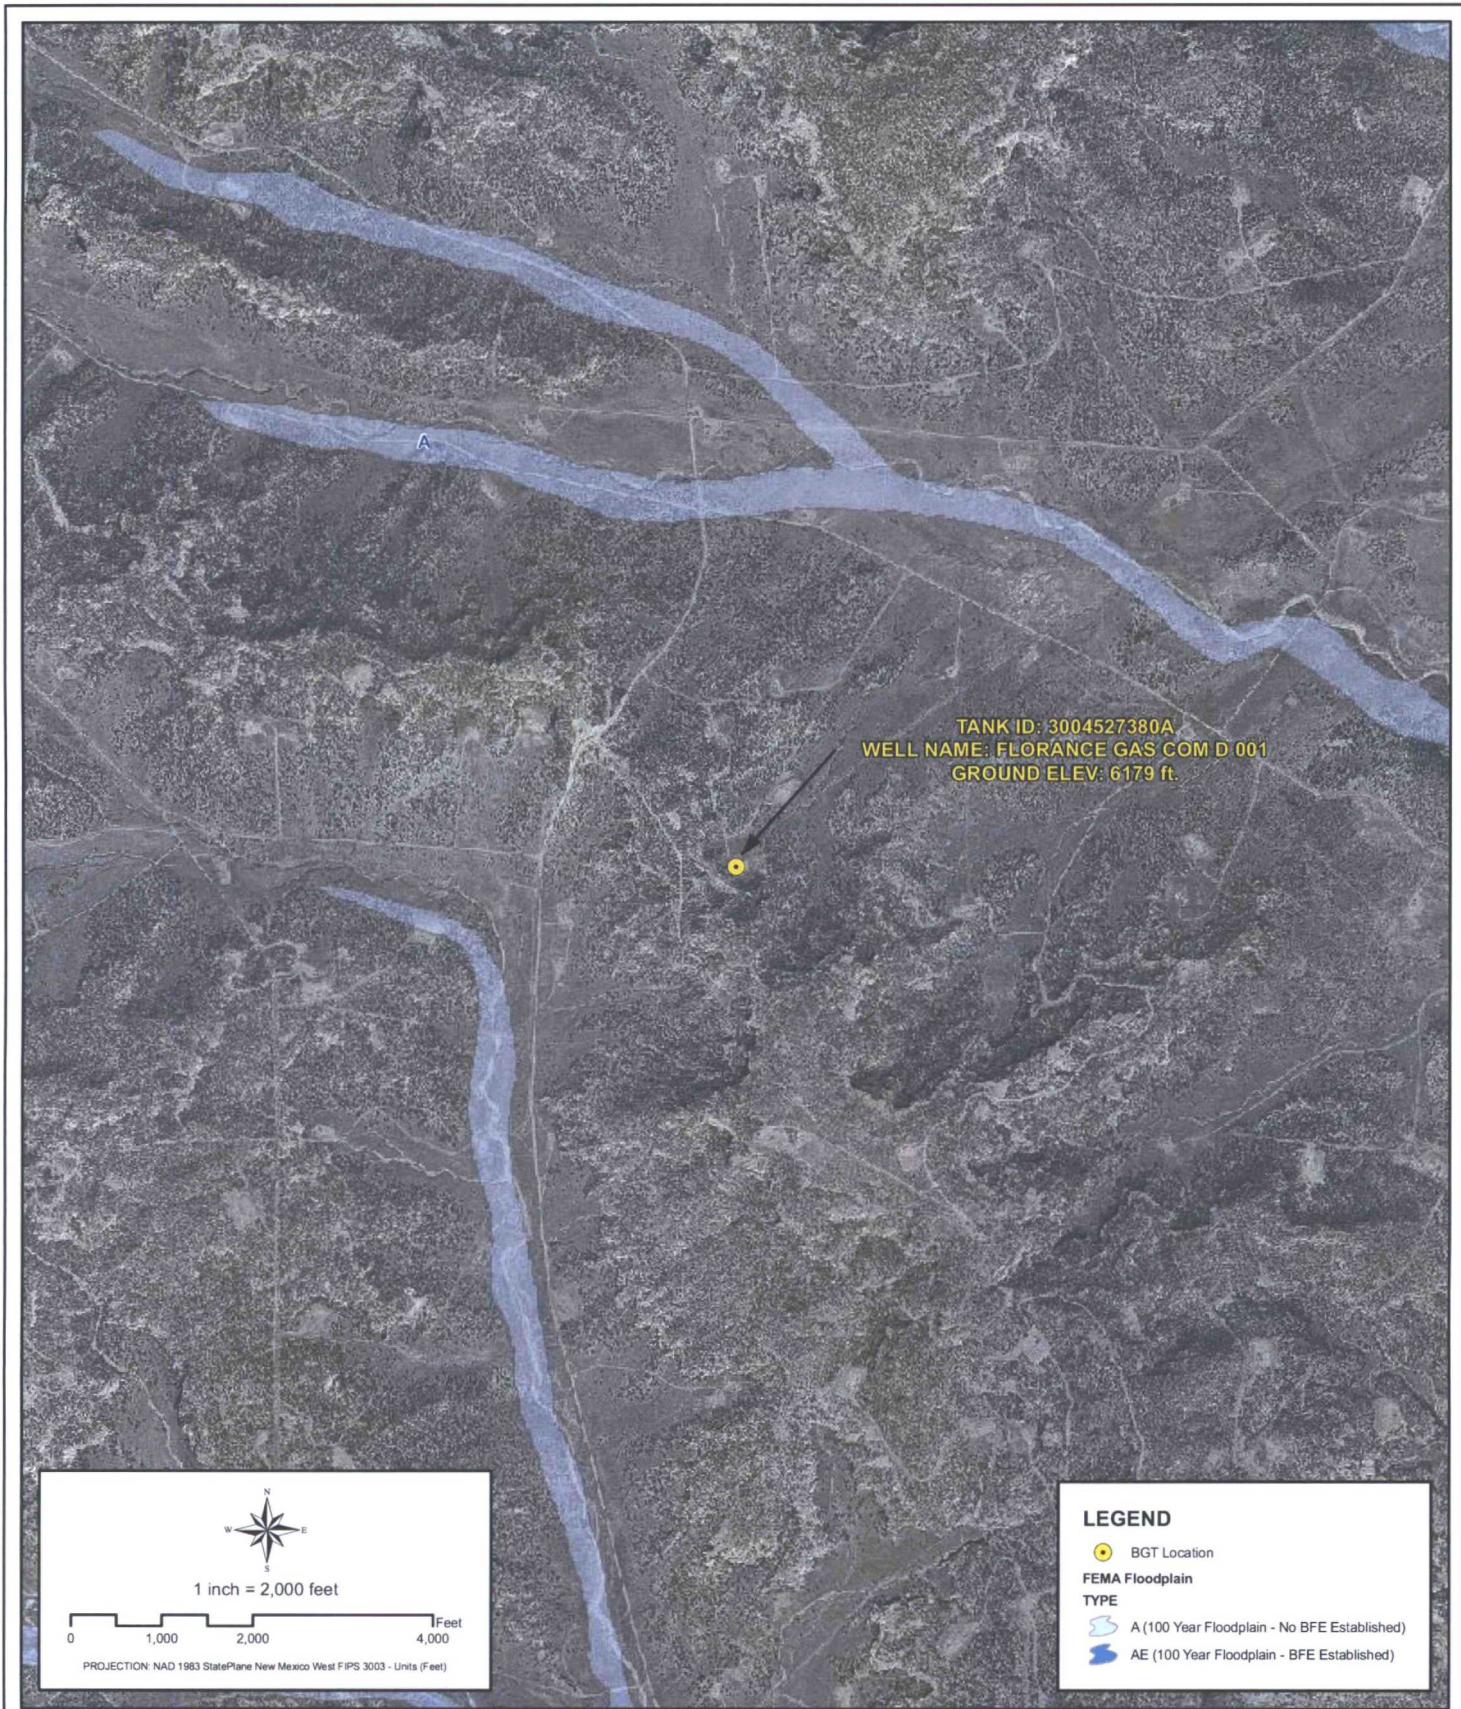 A
TANK ID: 3004527380A
WELL NAME: FLORANCE GAS COM D 001
GROUND ELEV: 6179 ft.
N
W E
S
1 inch = 2,000 feet
Feet
0 1,000 2,000 4,000
PROJECTION: NAD 1983 StatePlane New Mexico West FIPS 3003 - Units (Feet)
LEGEND
BGT Location
FEMA Floodplain
TYPE
A (100 Year Floodplain - No BFE Established)
AE (100 Year Floodplain - BFE Established)